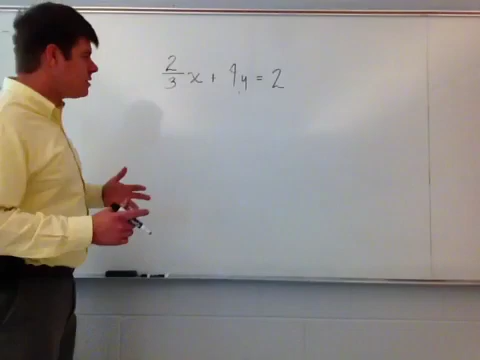 2/3 x + 9y = 2